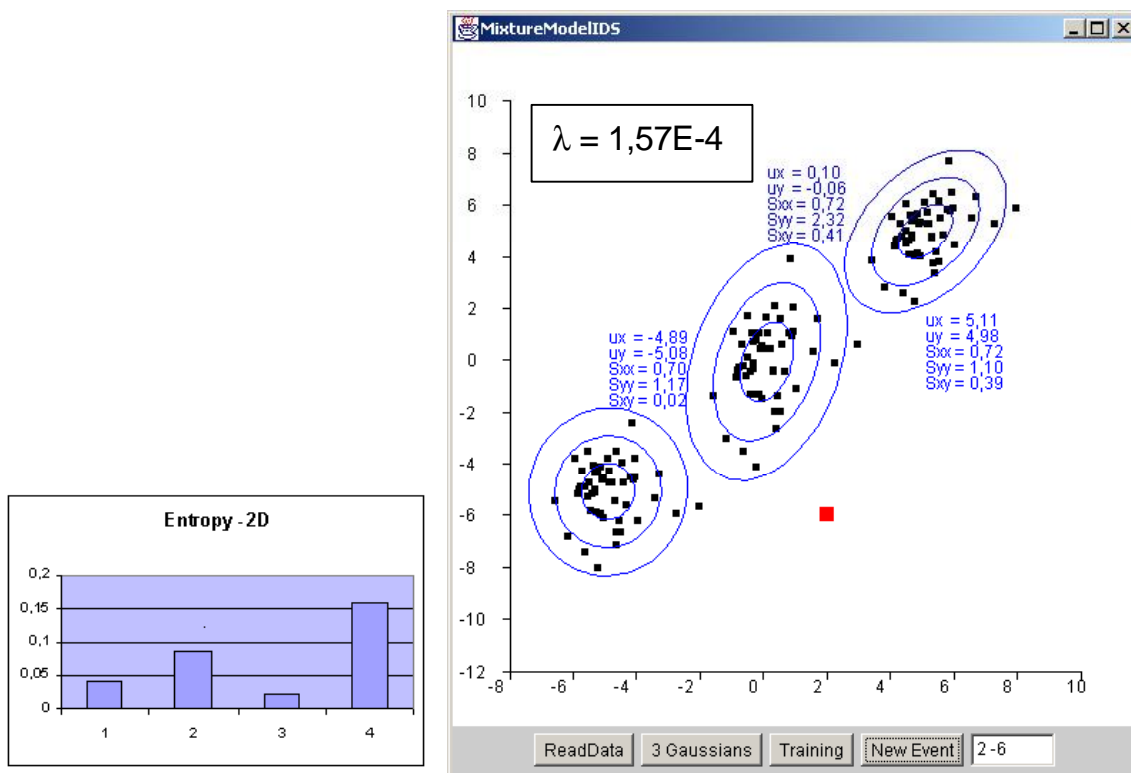 MixtureModelIDS
λ = 1,57E-4
10
8
6
4
2
0
-2
-4
-6
-8
-10
-12
-8
-6
-4
-2
0
2
4
6
8
10
ux = 0,10
uy = -0,06
Sxx = 0,72
Syy = 2,32
Sxy = 0,41
ux = 5,11
uy = 4,98
Sxx = 0,72
Syy = 1,10
Sxy = 0,39
ux = -4,89
uy = -5,08
Sxx = 0,70
Syy = 1,17
Sxy = 0,02
ReadData
3 Gaussians
Training
New Event
2 -6
Entropy - 2D
0,2
0,15
0,1
0,05
0
1
2
3
4